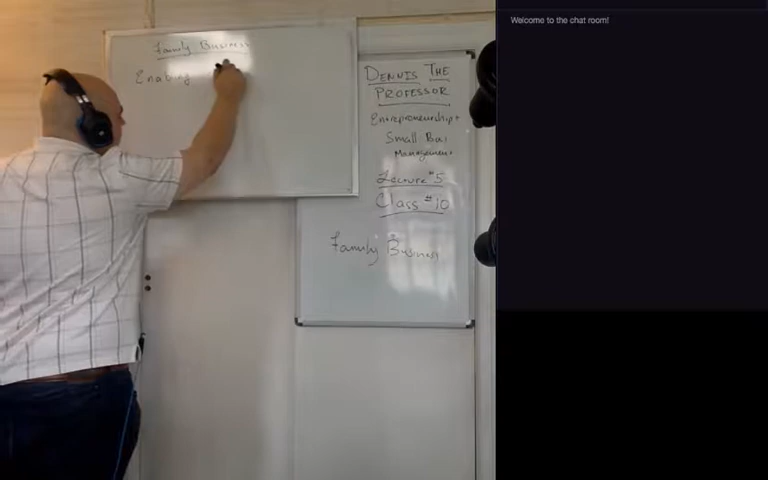 Family Business
Enabling
DENNIS THE
PROFESSOR
Entrepreneurship +
Small Bus
Management
Lecture #5
Class #10
Family Business
Welcome to the chat room!